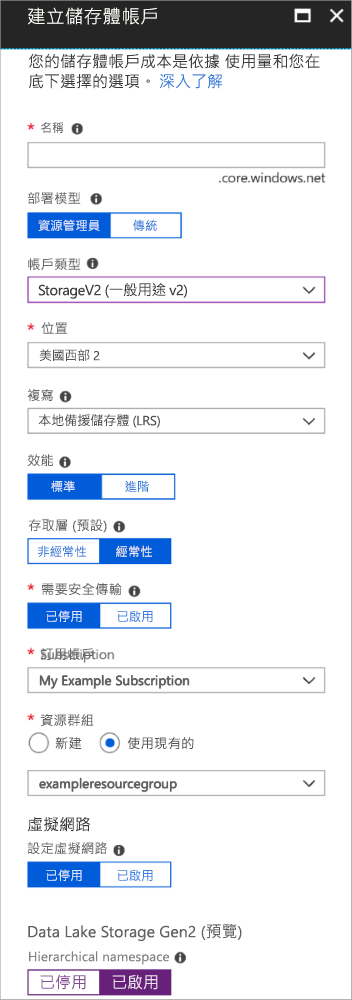 建立儲存體帳戶
您的儲存體帳戶成本是依據 使用量和您在
底下選擇的選項。 深入了解
* 名稱
.core.windows.net
部署模型
資源管理員 傳統
帳戶類型
StorageV2 (一般用途 v2)
* 位置
美國西部 2
複寫
本地備援儲存體 (LRS)
效能
標準 進階
存取層 (預設)
非經常性 經常性
* 需要安全傳輸
已停用 已啟用
* 訂用帳戶 Subscription
My Example Subscription
* 資源群組
新建 使用現有的
exampleresourcegroup
虛擬網路
設定虛擬網路
已停用 已啟用
Data Lake Storage Gen2 (預覽)
Hierarchical namespace
已停用 已啟用